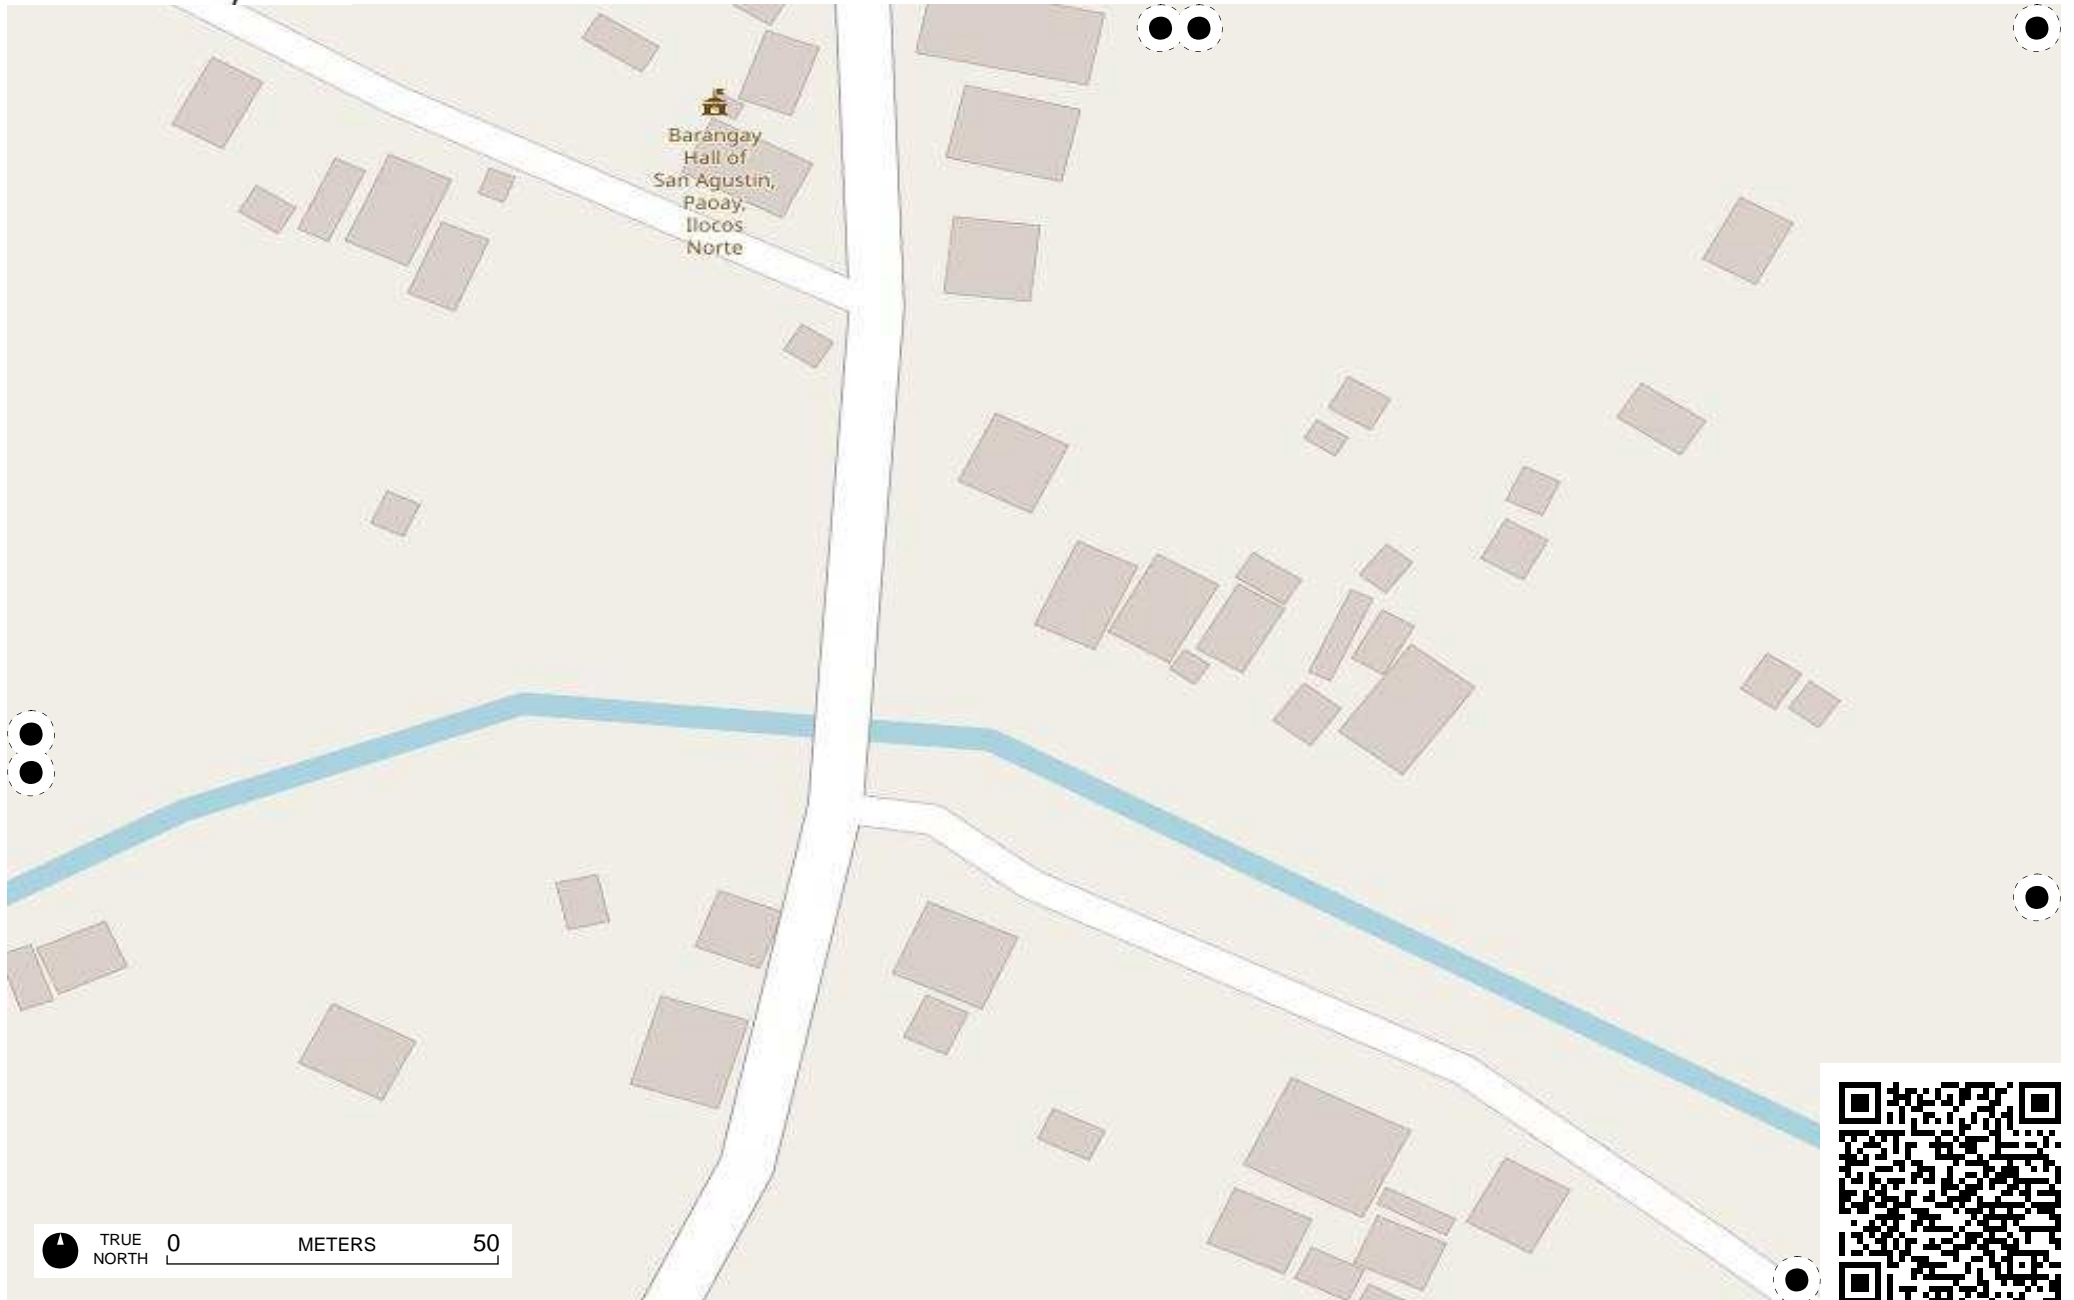 Barangay
Hall of
San Agustin,
Paoay,
Ilocos
Norte
TRUE
NORTH
0 METERS 50